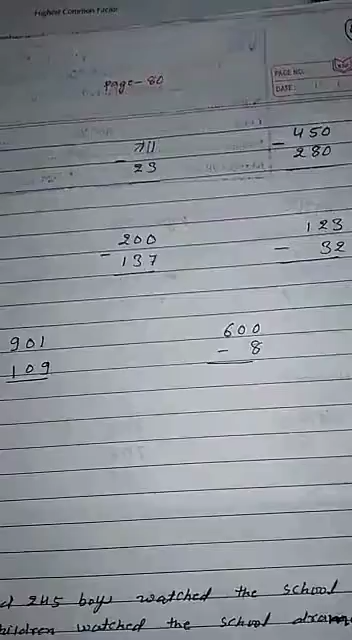 Highest Common Factor
Page - 80
PAGE NO.
DATE:
711
- 23
450
- 280
200
- 137
123
- 32
901
109
600
- 8
245 boys watched the school
children watched the school drama